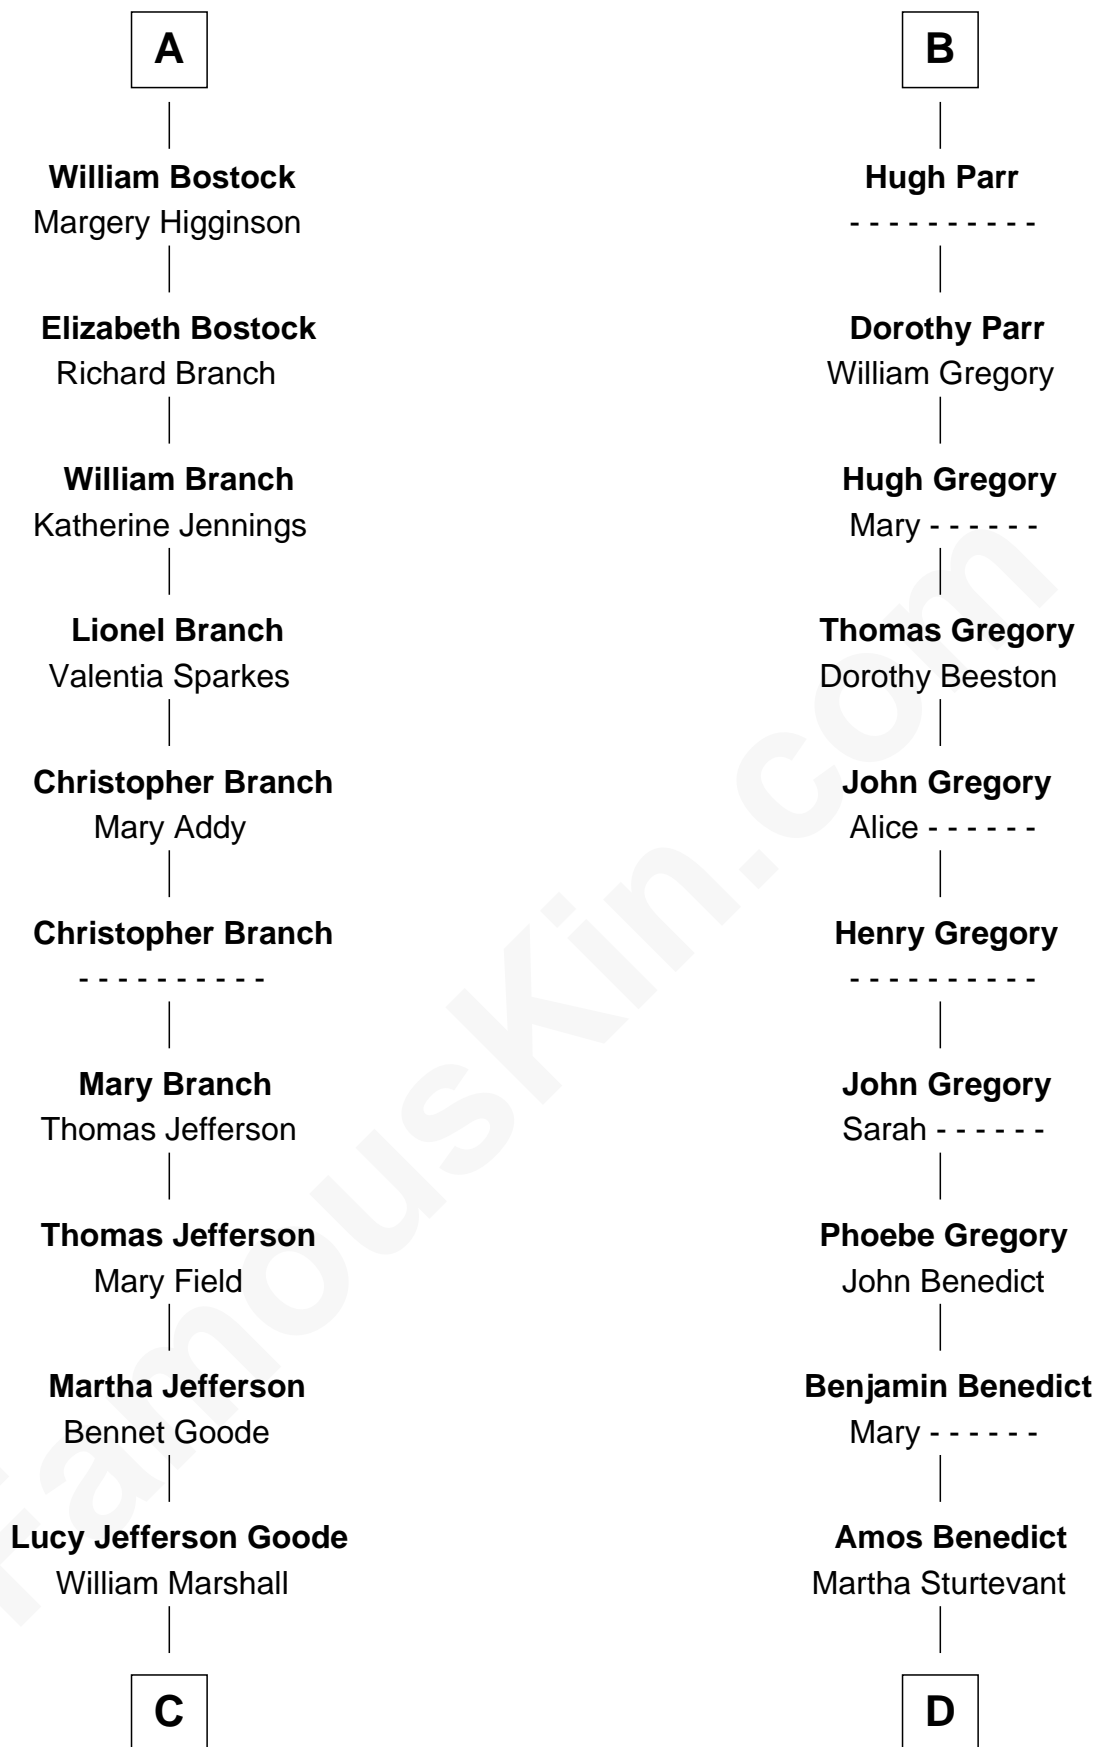 A
William Bostock
Margery Higginson
Elizabeth Bostock
Richard Branch
William Branch
Katherine Jennings
Lionel Branch
Valentia Sparkes
Christopher Branch
Mary Addy
Christopher Branch
- - - - - - - - - -
Mary Branch
Thomas Jefferson
Thomas Jefferson
Mary Field
Martha Jefferson
Bennet Goode
Lucy Jefferson Goode
William Marshall
C
B
Hugh Parr
- - - - - - - - - -
Dorothy Parr
William Gregory
Hugh Gregory
Mary - - - - - -
Thomas Gregory
Dorothy Beeston
John Gregory
Alice - - - - - -
Henry Gregory
- - - - - - - - - -
John Gregory
Sarah - - - - - -
Phoebe Gregory
John Benedict
Benjamin Benedict
Mary - - - - - -
Amos Benedict
Martha Sturtevant
D
FamousKin.com